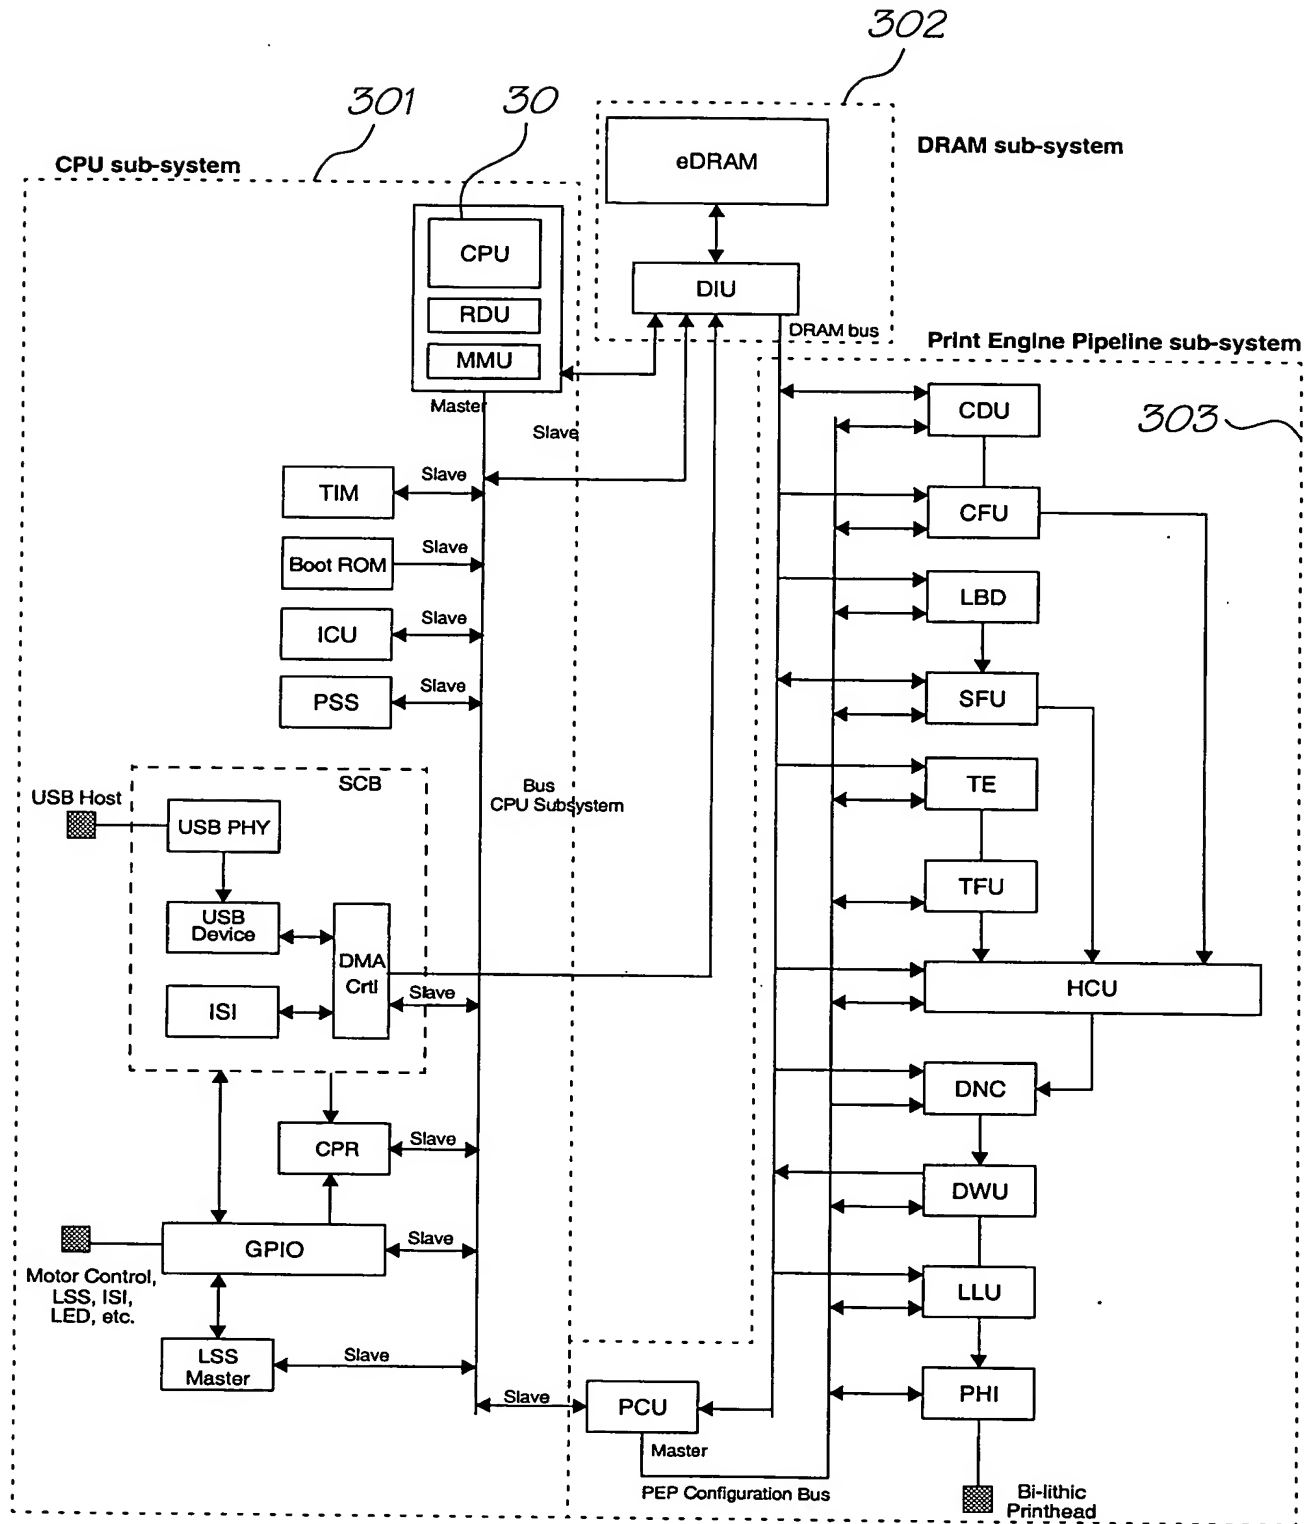 302
301
30
CPU sub-system
DRAM sub-system
eDRAM
CPU
DIU
RDU
MMU
DRAM bus
Print Engine Pipeline sub-system
Master
Slave
CDU
303
TIM
Slave
CFU
Boot ROM
Slave
LBD
ICU
Slave
PSS
Slave
SFU
SCB
Bus
CPU Subsystem
TE
USB Host
USB PHY
TFU
USB
Device
DMA
Crtl
ISI
Slave
HCU
DNC
CPR
Slave
DWU
GPIO
Slave
Motor Control,
LSS, ISI,
LED, etc.
LLU
LSS
Master
Slave
Slave
PCU
PHI
Master
PEP Configuration Bus
Bi-lithic
Printhead